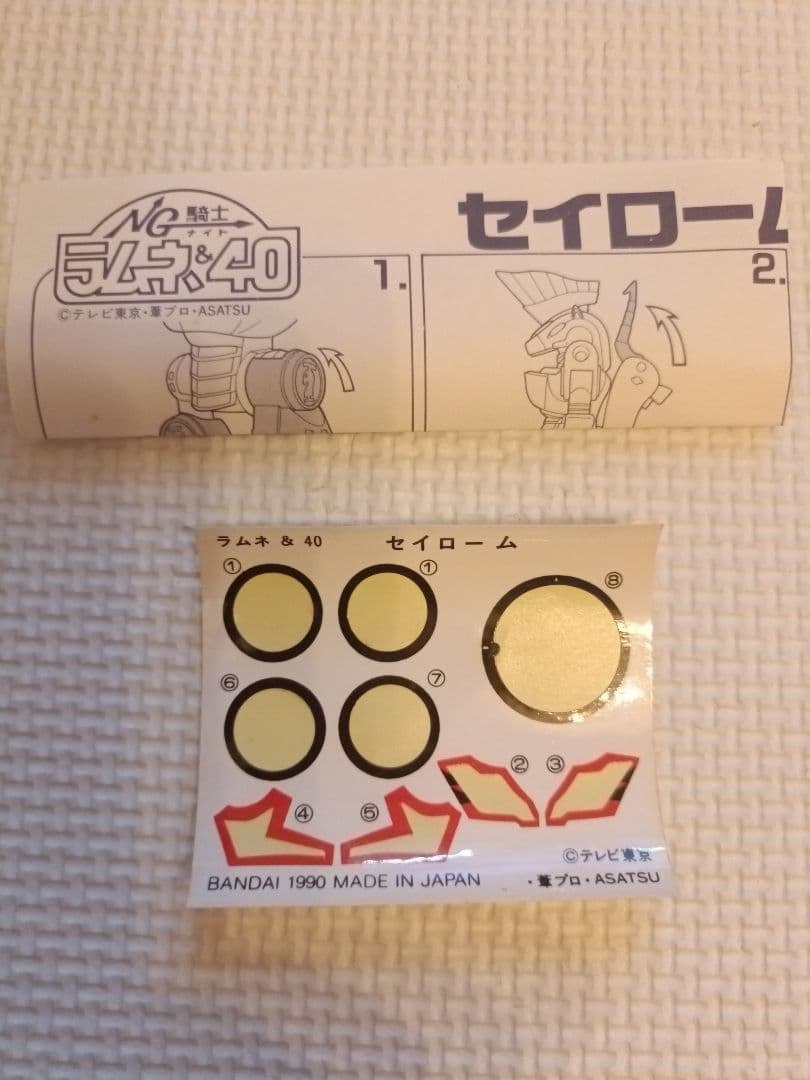 NG騎士
ナイト
ラムネ&40
©テレビ東京・葦プロ・ASATSU
セイローム
1.
2.
ラムネ & 40 セイローム
① ① ⑧
⑥ ⑦
② ③
④ ⑤
©テレビ東京
BANDAI 1990 MADE IN JAPAN ・葦プロ・ASATSU